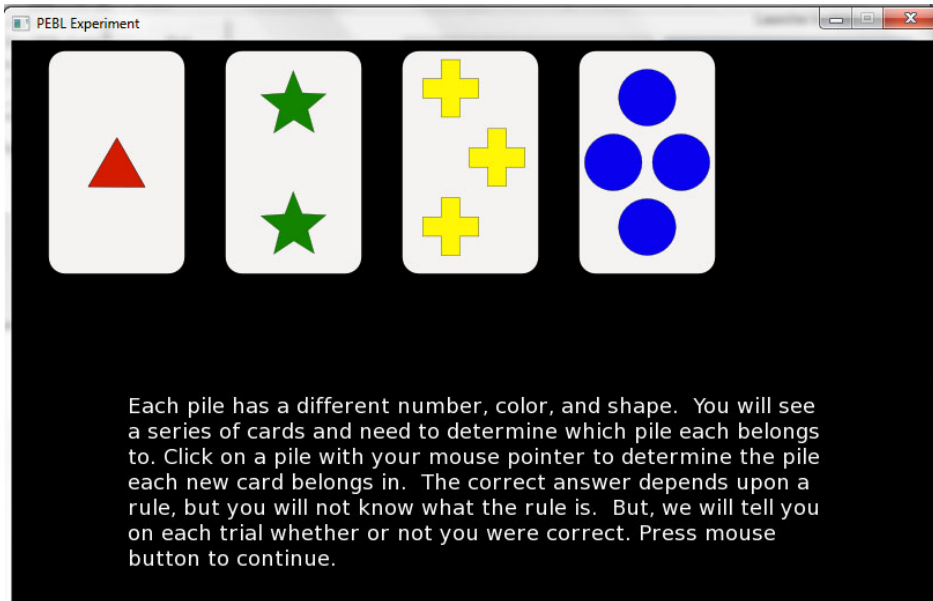 PEBL Experiment
Each pile has a different number, color, and shape.  You will see
a series of cards and need to determine which pile each belongs
to. Click on a pile with your mouse pointer to determine the pile
each new card belongs in.  The correct answer depends upon a
rule, but you will not know what the rule is.  But, we will tell you
on each trial whether or not you were correct. Press mouse
button to continue.